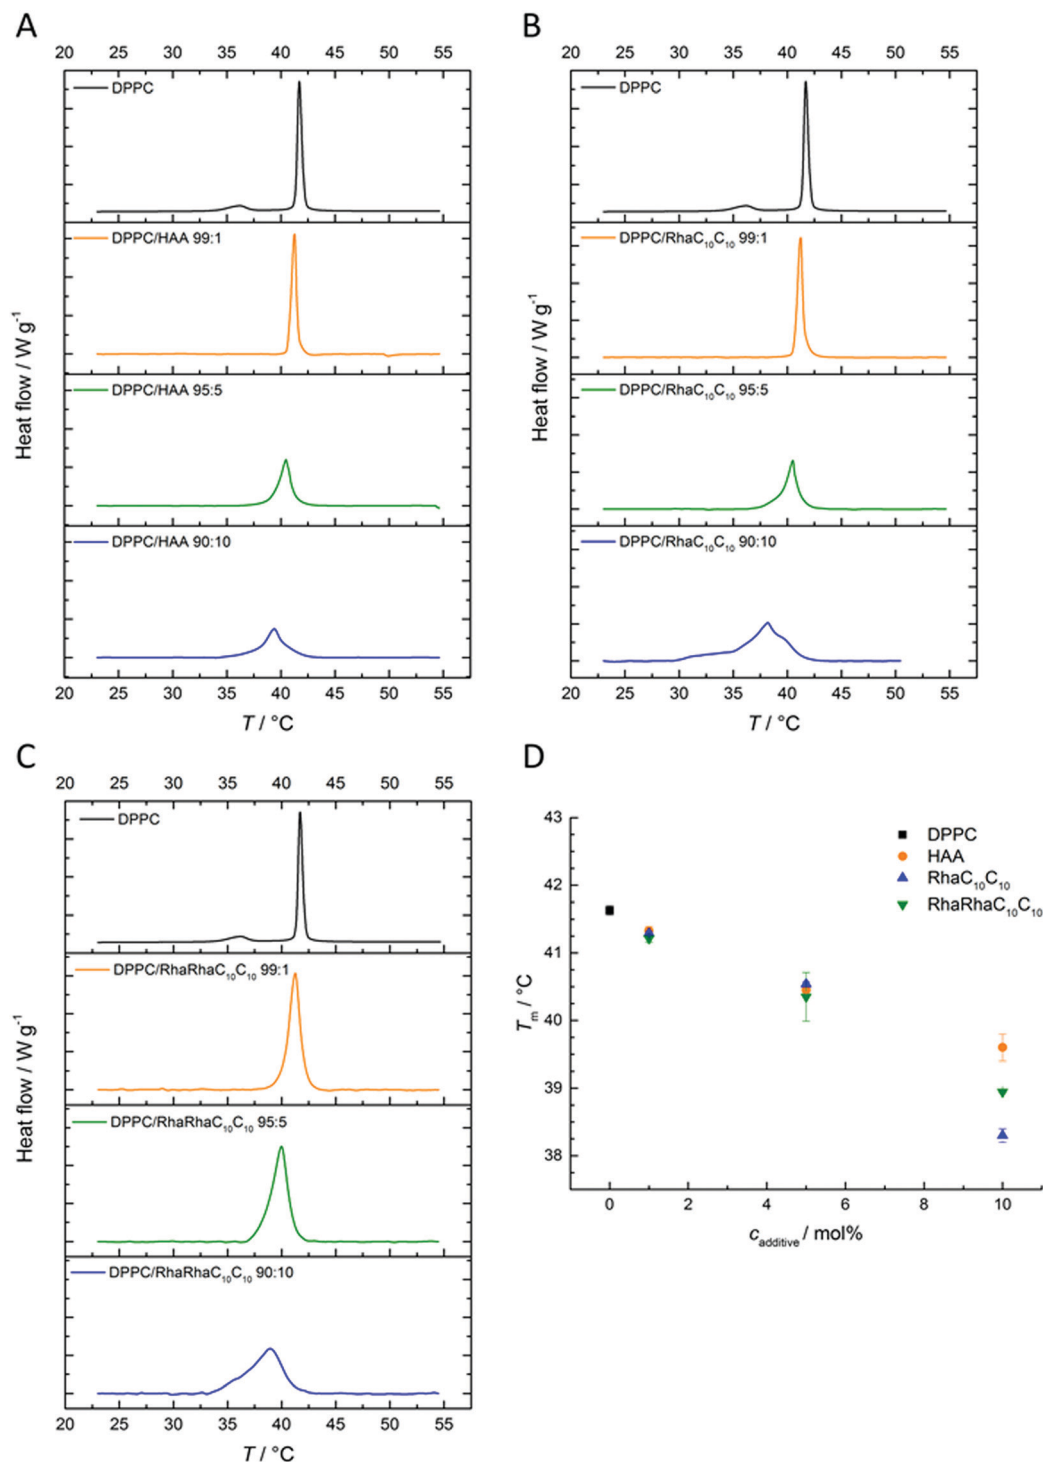 A
20 25 30 35 40 45 50 55
DPPC
DPPC/HAA 99:1
DPPC/HAA 95:5
DPPC/HAA 90:10
Heat flow / W g⁻¹
20 25 30 35 40 45 50 55
T / °C
B
20 25 30 35 40 45 50 55
DPPC
DPPC/RhaC₁₀C₁₀ 99:1
DPPC/RhaC₁₀C₁₀ 95:5
DPPC/RhaC₁₀C₁₀ 90:10
Heat flow / W g⁻¹
20 25 30 35 40 45 50 55
T / °C
C
20 25 30 35 40 45 50 55
DPPC
DPPC/RhaRhaC₁₀C₁₀ 99:1
DPPC/RhaRhaC₁₀C₁₀ 95:5
DPPC/RhaRhaC₁₀C₁₀ 90:10
Heat flow / W g⁻¹
20 25 30 35 40 45 50 55
T / °C
D
43
42
41
40
39
38
Tₘ / °C
DPPC
HAA
RhaC₁₀C₁₀
RhaRhaC₁₀C₁₀
0 2 4 6 8 10
c additive / mol%